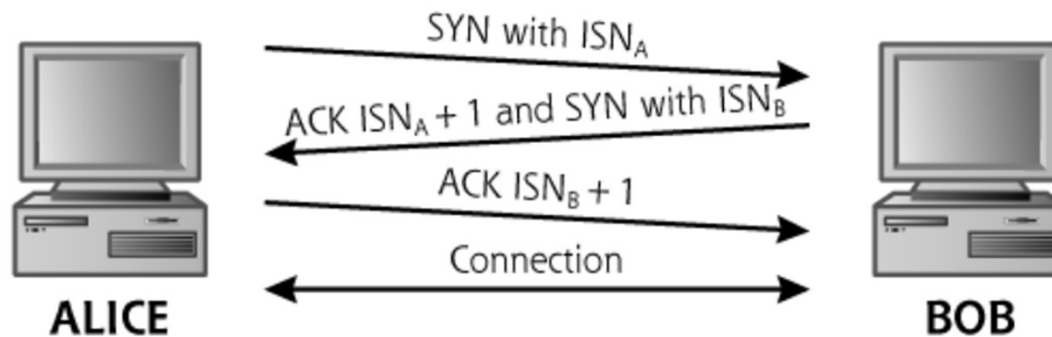 SYN with ISNA
ACK ISNA + 1 and SYN with ISNB
ACK ISNB + 1
Connection
ALICE
BOB